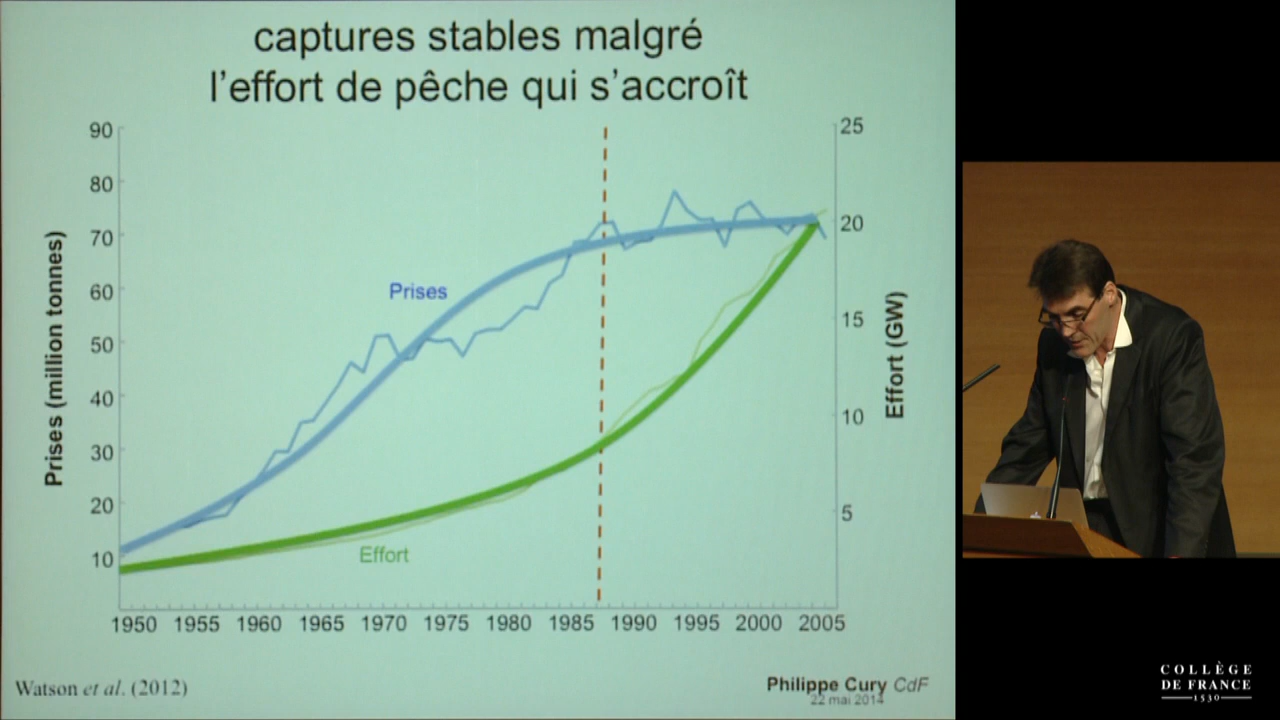 captures stables malgré
l'effort de pêche qui s'accroît
90
80
70
60
50
40
30
20
10
Prises (million tonnes)
Prises
Effort
25
20
15
10
5
Effort (GW)
1950 1955 1960 1965 1970 1975 1980 1985 1990 1995 2000 2005
Watson et al. (2012)
Philippe Cury CdF
22 mai 2014
COLLÈGE
DE FRANCE
1530